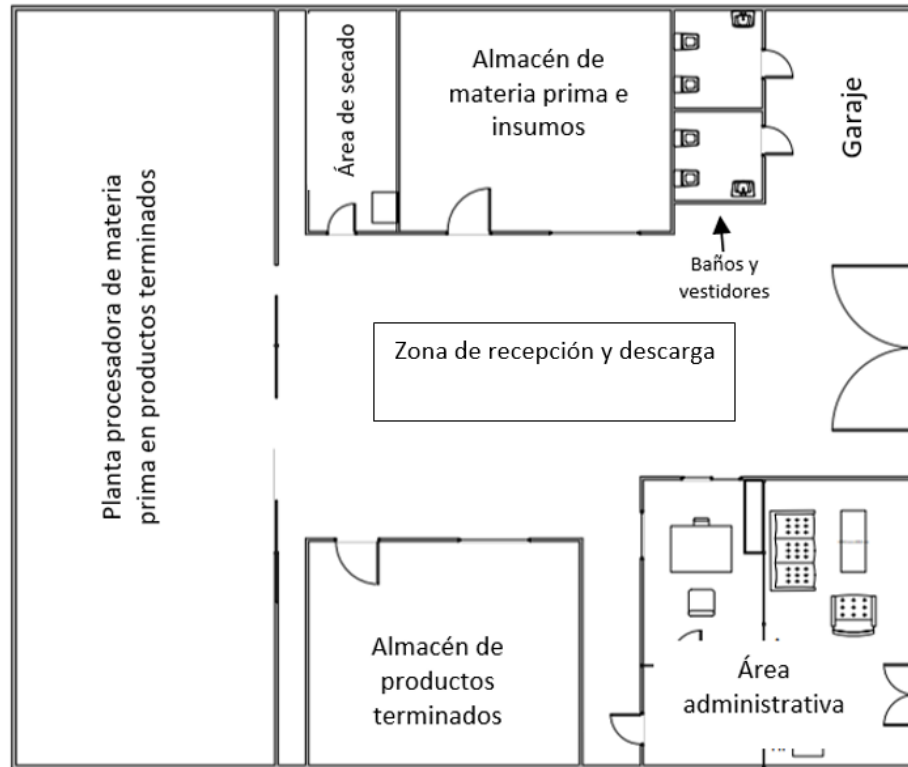 Planta procesadora de materia
prima en productos terminados
Área de secado
Almacén de
materia prima e
insumos
Garaje
Baños y
vestidores
Zona de recepción y descarga
Almacén de
productos
terminados
Área
administrativa